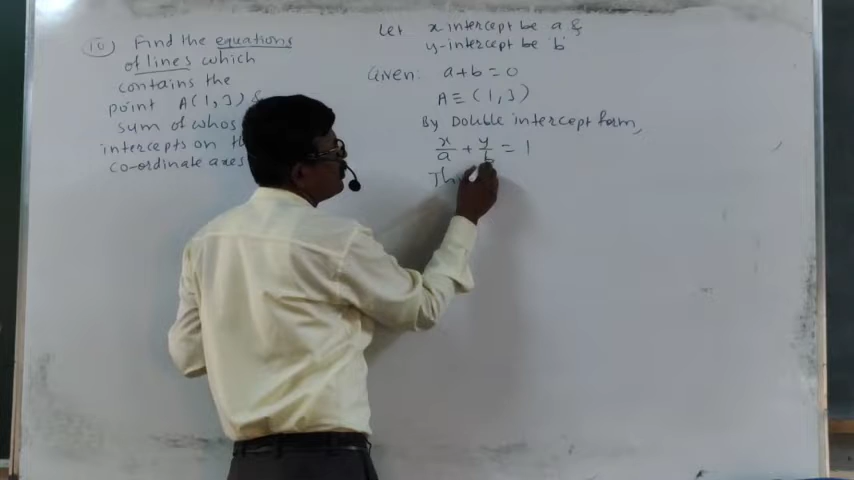 10 Find the equations
of lines which
contains the
point A(1,3) &
sum of whos
intercepts on th
co-ordinate axes
Let x intercept be a &
y-intercept be 'b'
Given: a+b=0
A≡(1,3)
By Double intercept form,
x/a + y/b = 1
Th